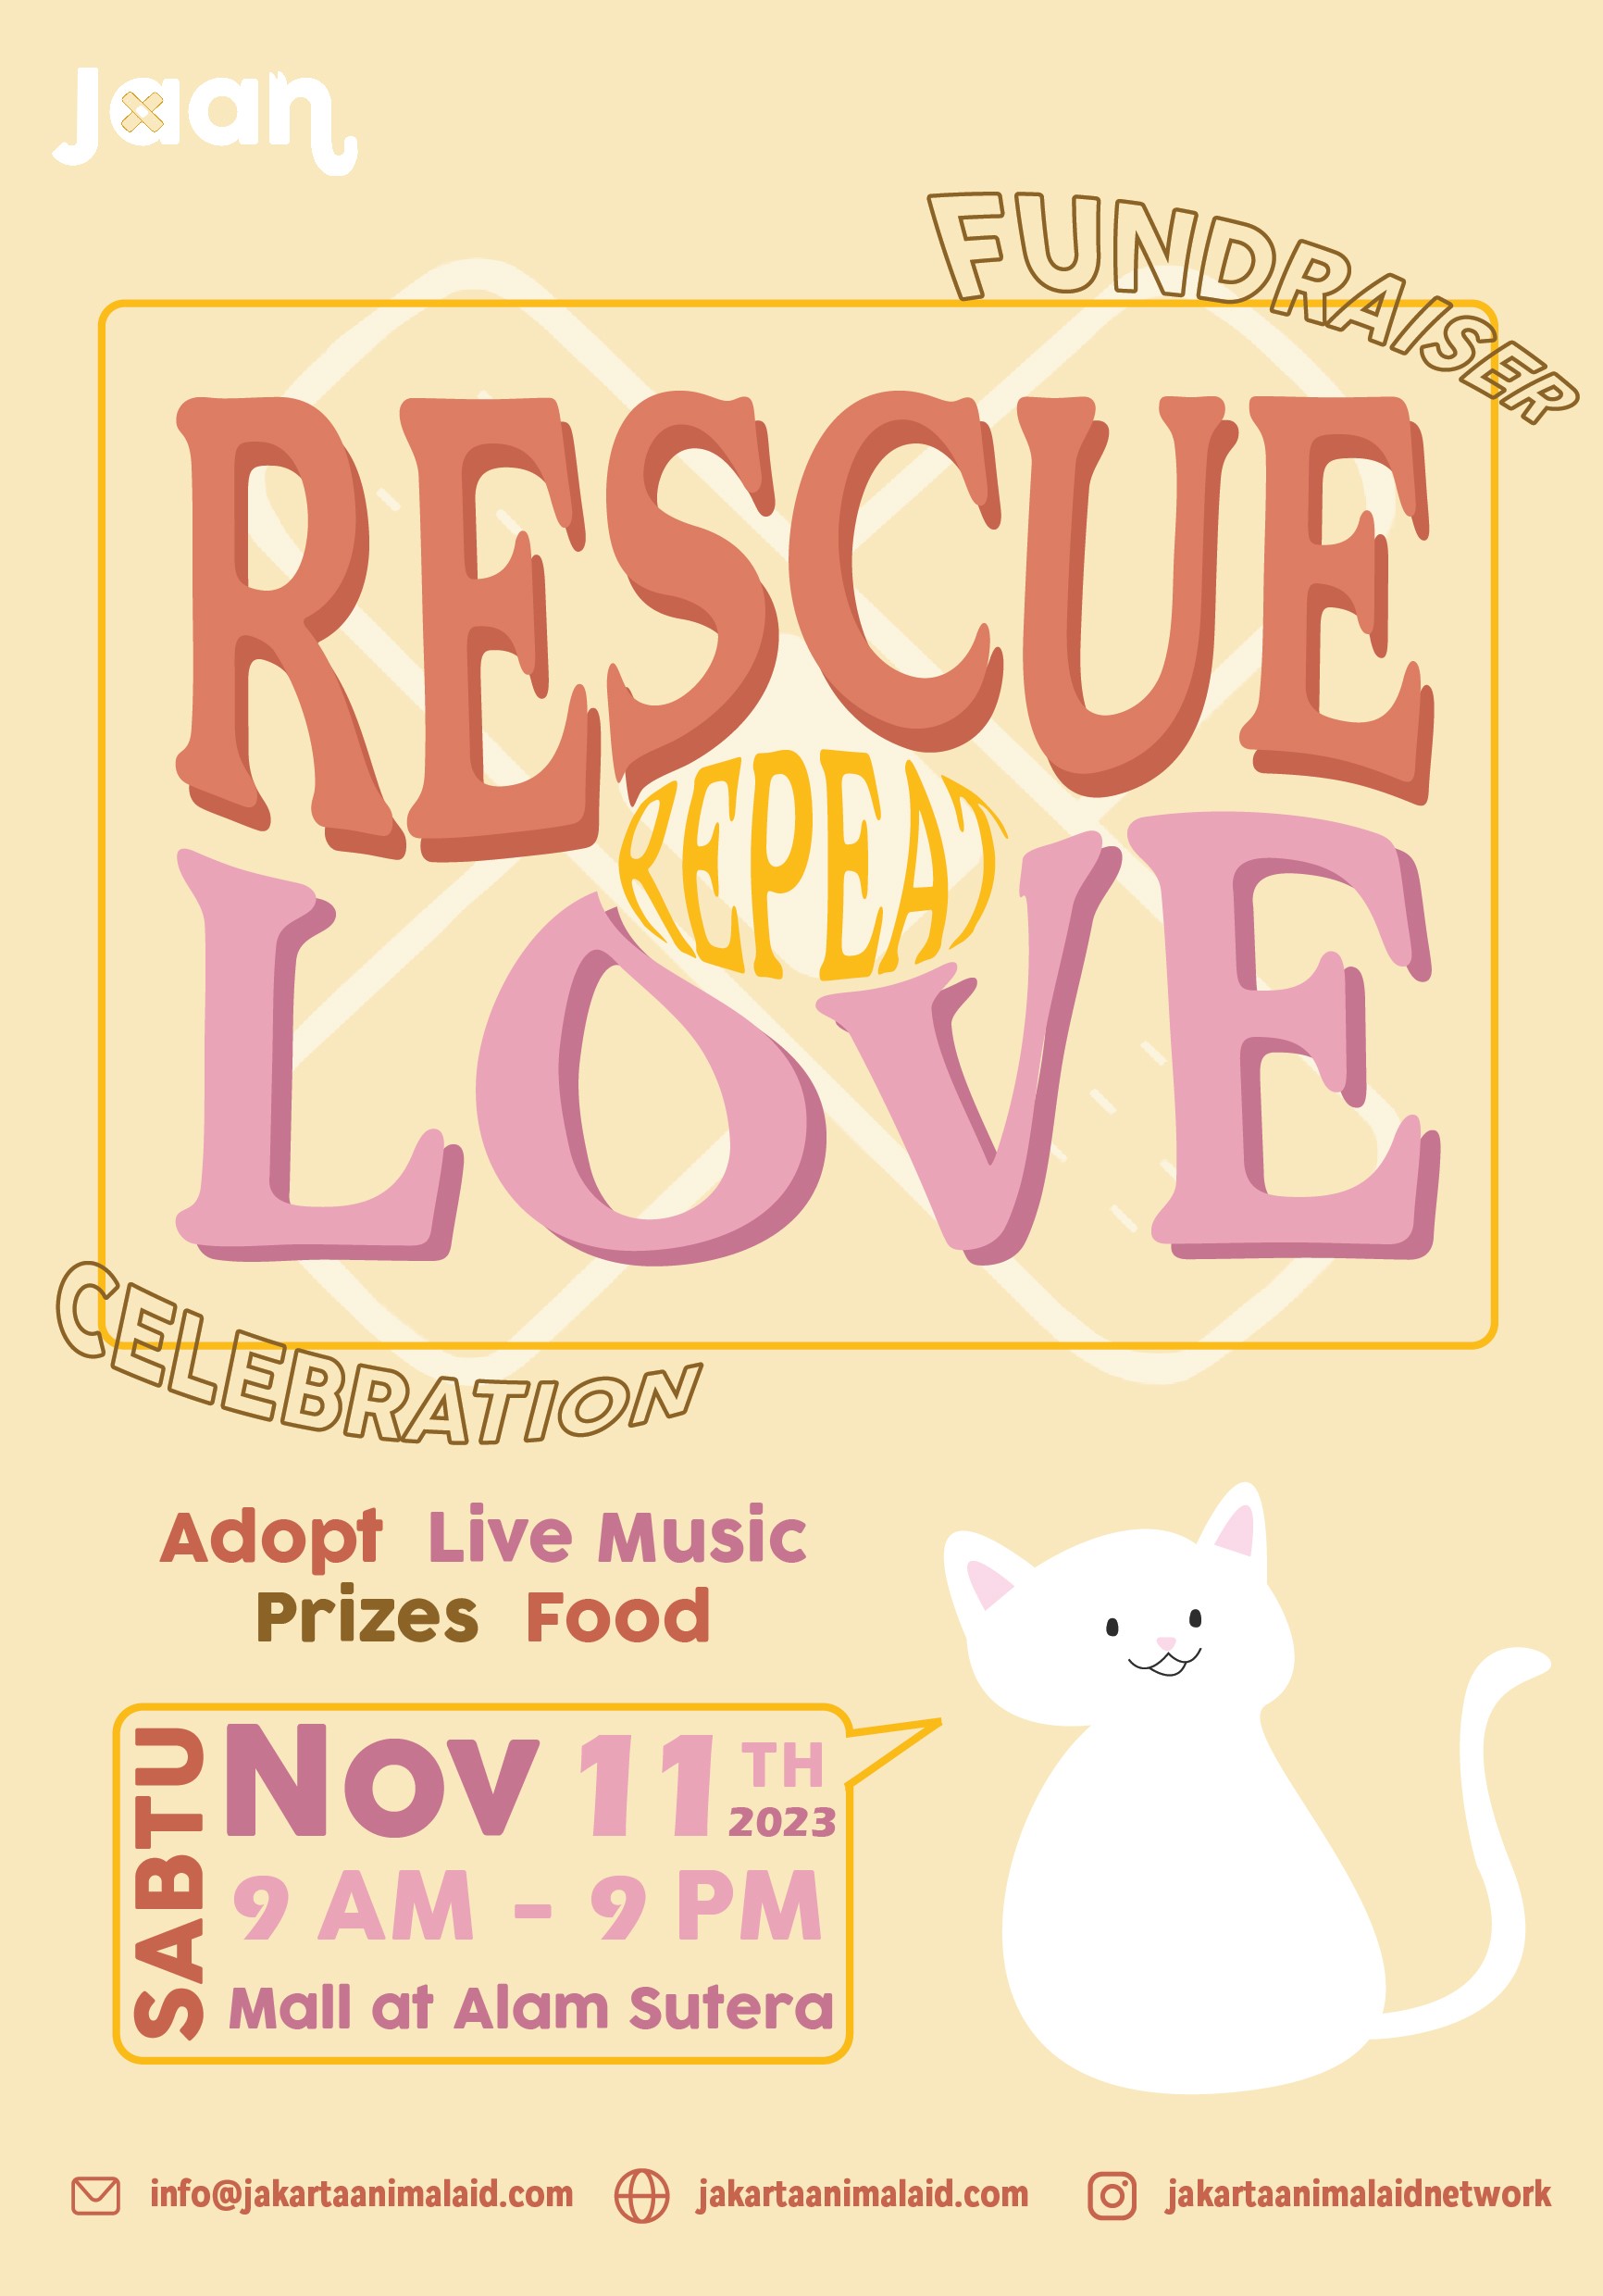 jaan
FUNDRAISER
RESCUE
REPEAT
LOVE
CELEBRATION
Adopt Live Music
Prizes Food
SABTU
Nov 11TH
2023
9 AM - 9 PM
Mall at Alam Sutera
info@jakartaanimalaid.com jakartaanimalaid.com jakartaanimalaidnetwork